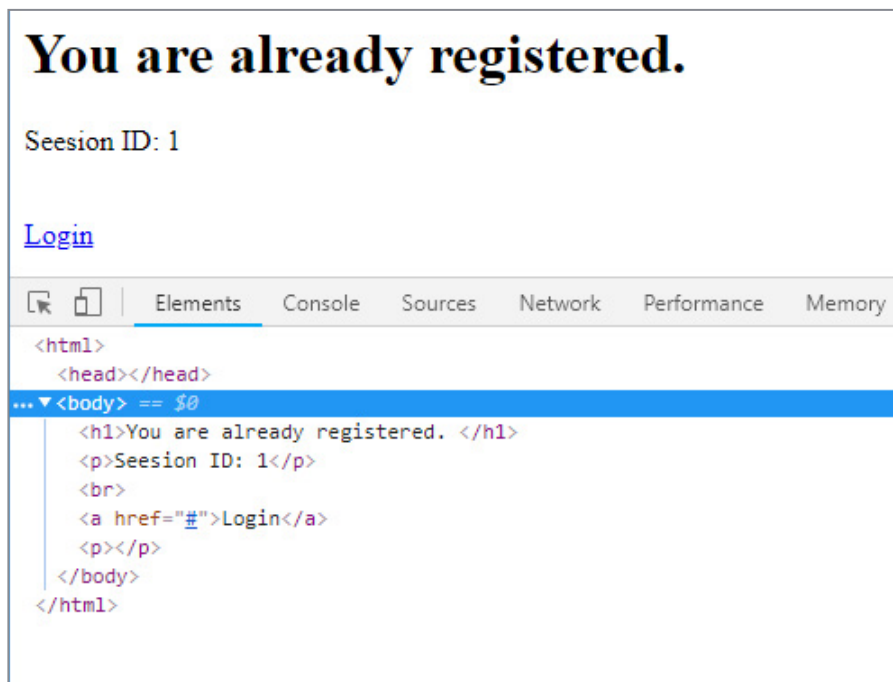 You are already registered.
Seesion ID: 1
Login
Elements Console Sources Network Performance Memory
<html>
<head></head>
... ▼ <body> == $0
<h1>You are already registered. </h1>
<p>Seesion ID: 1</p>
<br>
<a href="#">Login</a>
<p></p>
</body>
</html>